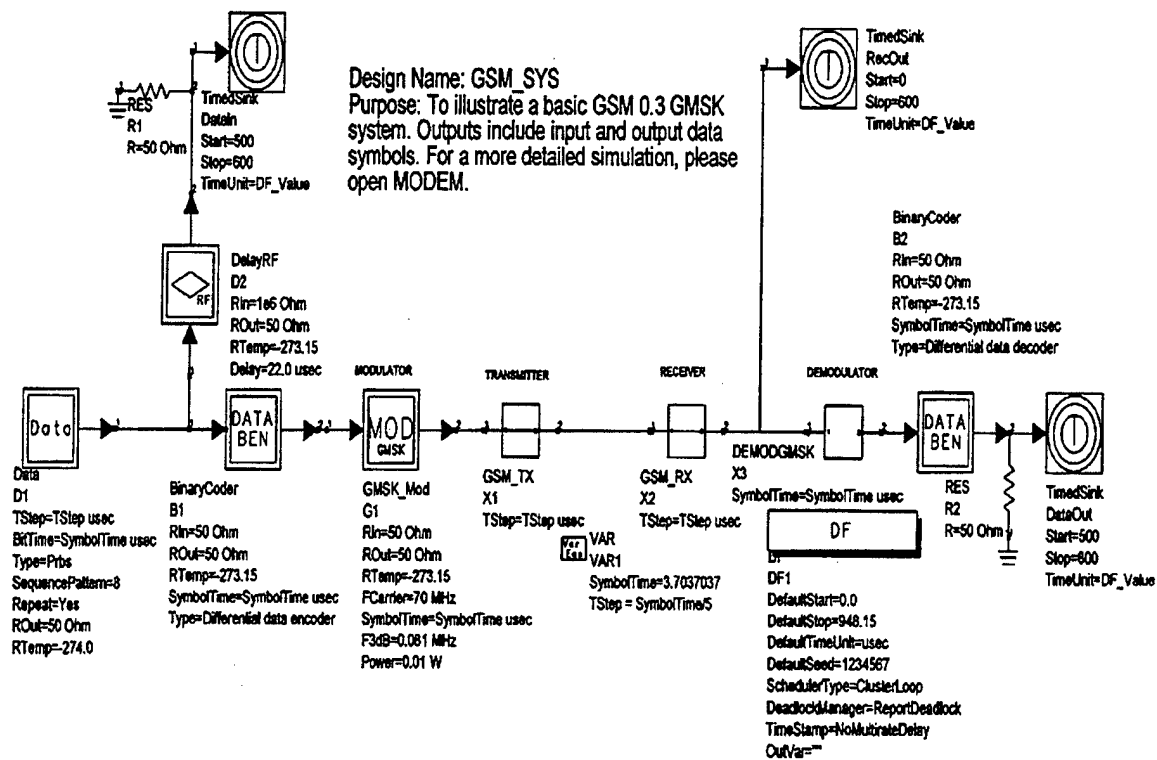 TimedSink
DataIn
Start=500
Stop=600
TimeUnit=DF_Value
RES
R1
R=50 Ohm
Design Name: GSM_SYS
Purpose: To illustrate a basic GSM 0.3 GMSK
system. Outputs include input and output data
symbols. For a more detailed simulation, please
open MODEM.
TimedSink
RecOut
Start=0
Stop=600
TimeUnit=DF_Value
RF
DelayRF
D2
Rin=1e6 Ohm
ROut=50 Ohm
RTemp=-273.15
Delay=22.0 usec
BinaryCoder
B2
Rin=50 Ohm
ROut=50 Ohm
RTemp=-273.15
SymbolTime=SymbolTime usec
Type=Differential data decoder
MODULATOR
TRANSMITTER
RECEIVER
DEMODULATOR
Data
DATA
BEN
MOD
GMSK
DATA
BEN
Data
D1
TStep=TStep usec
BitTime=SymbolTime usec
Type=Prbs
SequencePattern=8
Repeat=Yes
ROut=50 Ohm
RTemp=-274.0
BinaryCoder
B1
Rin=50 Ohm
ROut=50 Ohm
RTemp=-273.15
SymbolTime=SymbolTime usec
Type=Differential data encoder
GMSK_Mod
G1
Rin=50 Ohm
ROut=50 Ohm
RTemp=-273.15
FCarrier=70 MHz
SymbolTime=SymbolTime usec
F3dB=0.081 MHz
Power=0.01 W
GSM_TX
X1
TStep=TStep usec
GSM_RX
X2
TStep=TStep usec
Var
Eqn
VAR
VAR1
SymbolTime=3.7037037
TStep = SymbolTime/5
DEMODGMSK
X3
SymbolTime=SymbolTime usec
DF
DF1
DefaultStart=0.0
DefaultStop=948.15
DefaultTimeUnit=usec
DefaultSeed=1234567
SchedulerType=ClusterLoop
DeadlockManager=ReportDeadlock
TimeStamp=NoMultirateDelay
OutVar=""
RES
R2
R=50 Ohm
TimedSink
DataOut
Start=500
Stop=600
TimeUnit=DF_Value